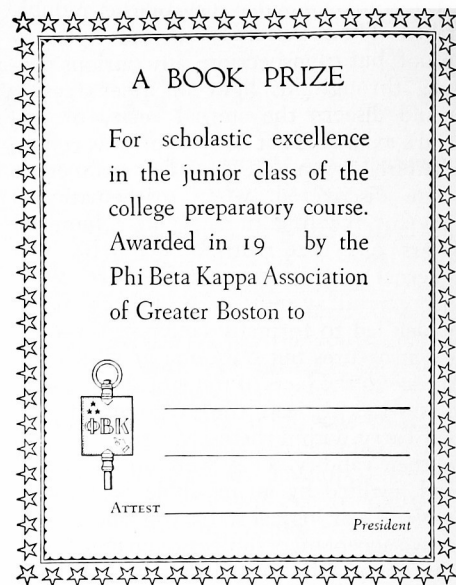 A BOOK PRIZE
For scholastic excellence
in the junior class of the
college preparatory course.
Awarded in 19 by the
Phi Beta Kappa Association
of Greater Boston to
ΦBK
ATTEST
President